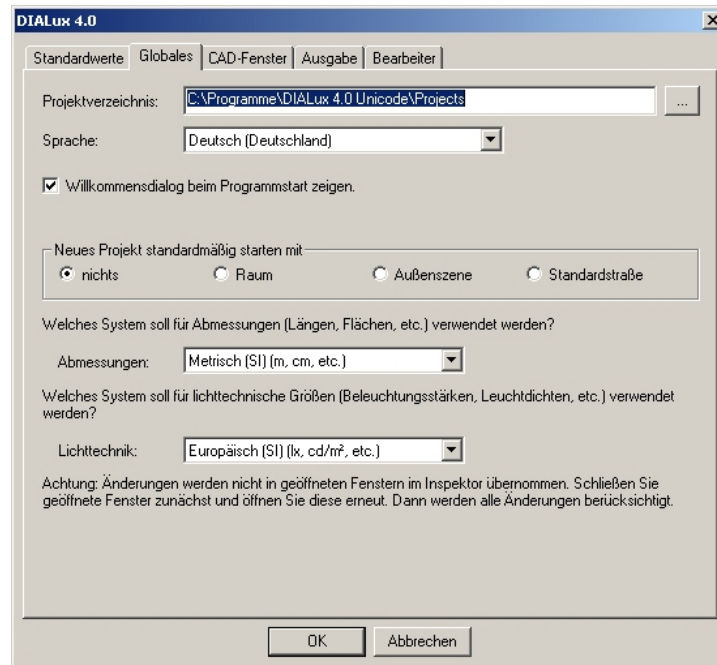 DIALux 4.0
Standardwerte Globales CAD-Fenster Ausgabe Bearbeiter
Projektverzeichnis: C:\Programme\DIALux 4.0 Unicode\Projects ...
Sprache: Deutsch (Deutschland)
Willkommensdialog beim Programmstart zeigen.
Neues Projekt standardmäßig starten mit
nichts Raum Außenszene Standardstraße
Welches System soll für Abmessungen (Längen, Flächen, etc.) verwendet werden?
Abmessungen: Metrisch (SI) (m, cm, etc.)
Welches System soll für lichttechnische Größen (Beleuchtungsstärken, Leuchtdichten, etc.) verwendet
werden?
Lichttechnik: Europäisch (SI) (lx, cd/m², etc.)
Achtung: Änderungen werden nicht in geöffneten Fenstern im Inspektor übernommen. Schließen Sie
geöffnete Fenster zunächst und öffnen Sie diese erneut. Dann werden alle Änderungen berücksichtigt.
OK Abbrechen